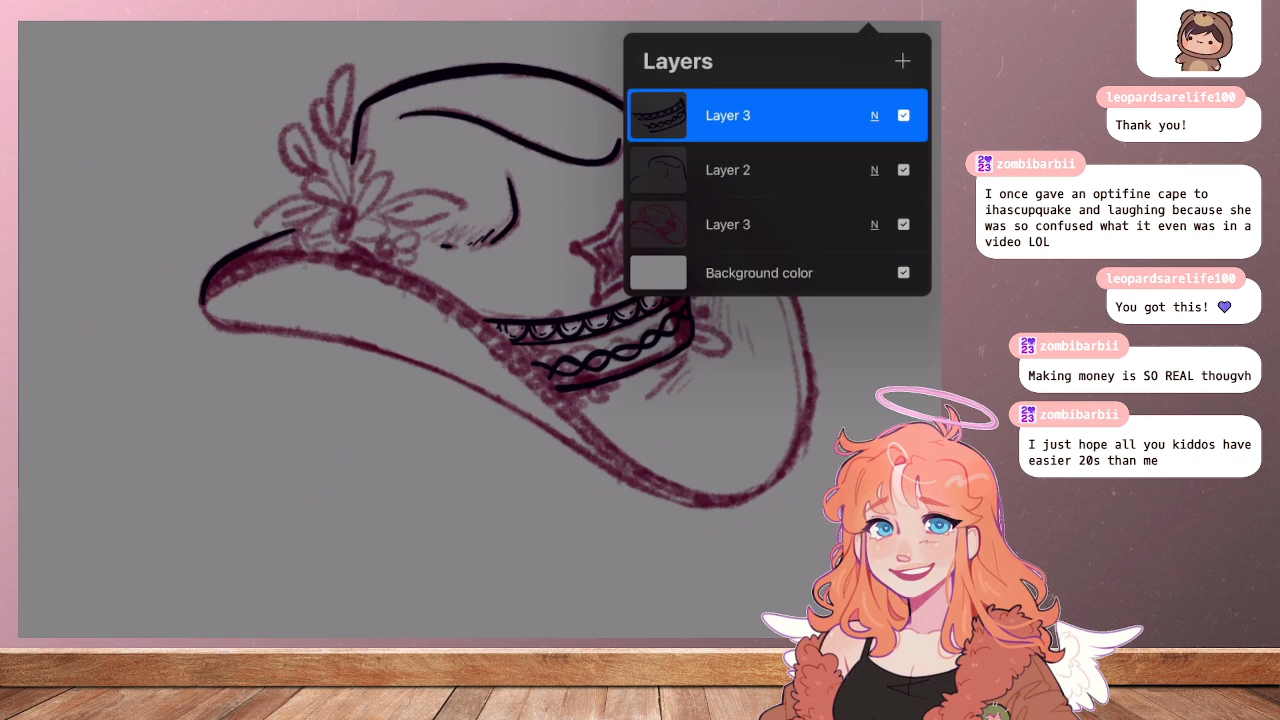 Layers
Layer 3
N
Layer 2
N
Layer 3
N
Background color
leopardsarelife100
Thank you!
zombibarbii
I once gave an optifine cape to
ihascupquake and laughing because she
was so confused what it even was in a
video LOL
leopardsarelife100
You got this! 💜
zombibarbii
Making money is SO REAL thougvh
zombibarbii
I just hope all you kiddos have
easier 20s than me